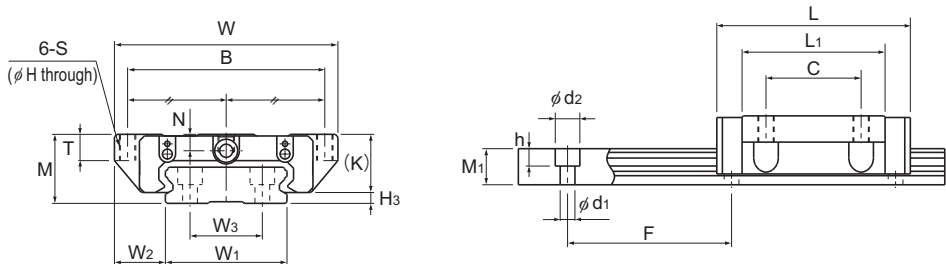 W
6-S
(φH through)
B
N
T
M
(K)
H3
W3
W2
W1
L
L1
C
φd2
h
M1
φd1
F